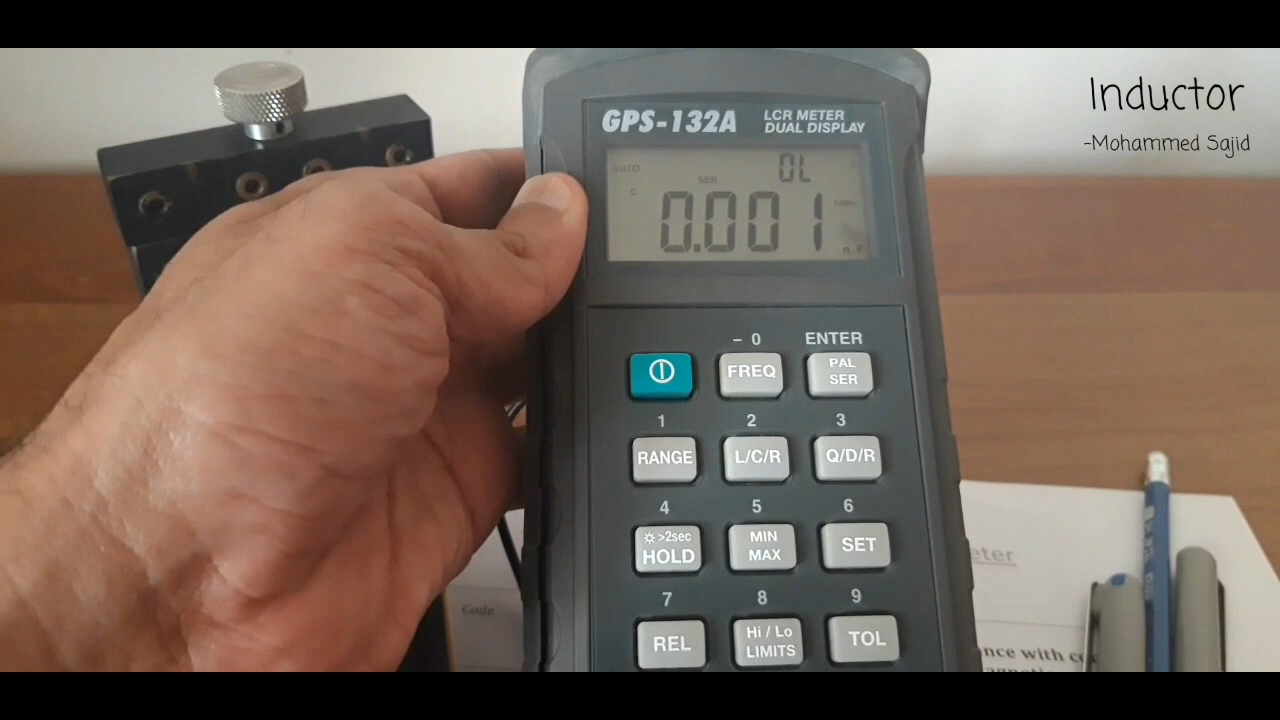 Inductor
-Mohammed Sajid
GPS-132A
LCR METER
DUAL DISPLAY
AUTO
SER
OL
C
0.001
n F
– 0
ENTER
FREQ
PAL
SER
1 2 3
RANGE
L/C/R
Q/D/R
4 5 6
>2sec
HOLD
MIN
MAX
SET
7 8 9
REL
Hi / Lo
LIMITS
TOL
Code